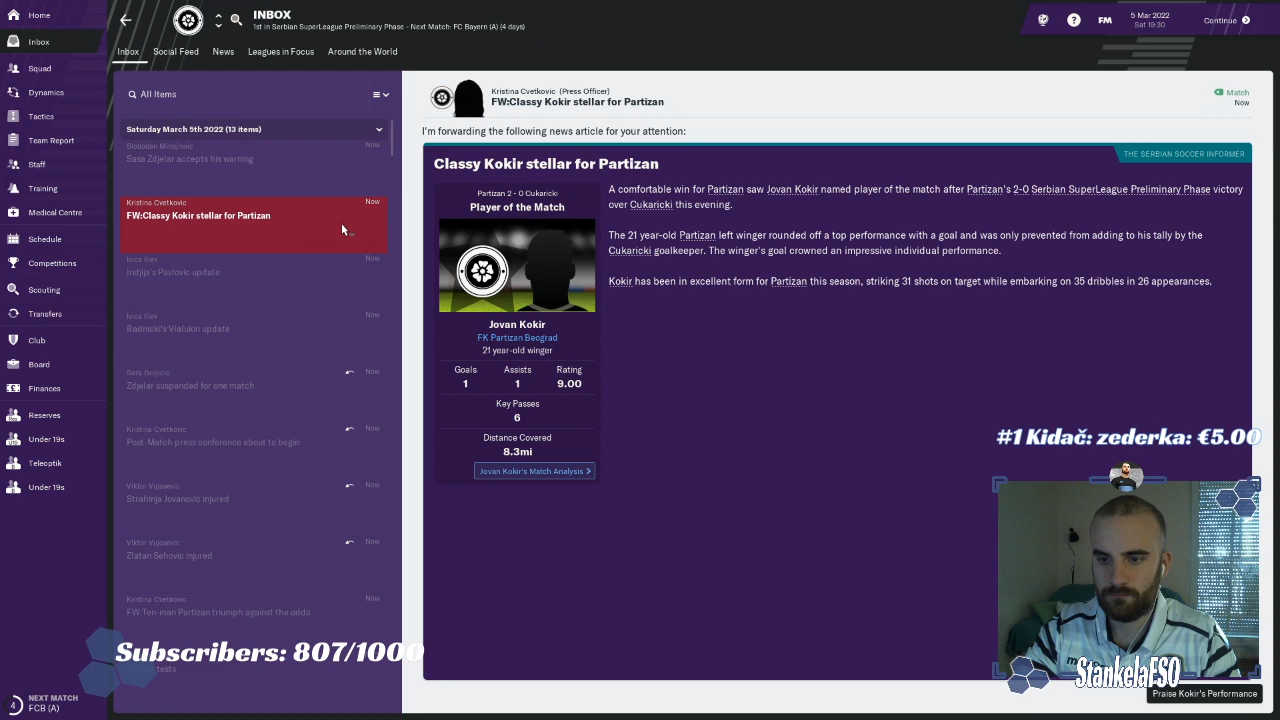 Home
INBOX
1st in Serbian SuperLeague Preliminary Phase - Next Match: FC Bayern (A) (4 days)
FM
5 Mar 2022
Sat 19:30
Continue
Inbox
Squad
Dynamics
Tactics
Team Report
Staff
Training
Medical Centre
Schedule
Competitions
Scouting
Transfers
Club
Board
Finances
Reserves
Under 19s
Teleoptik
Under 19s
NEXT MATCH
4
FCB (A)
Inbox
Social Feed
News
Leagues in Focus
Around the World
All Items
Saturday March 5th 2022 (13 items)
Slobodan Mihajlovic
Now
Sasa Zdjelar accepts his warning
Kristina Cvetkovic
Now
FW:Classy Kokir stellar for Partizan
Ivica Iliev
Now
Indjija's Pavlovic update
Ivica Iliev
Now
Radnicki's Vlalukin update
Sara Grujicic
Now
Zdjelar suspended for one match
Kristina Cvetkovic
Now
Post-Match press conference about to begin
Viktor Vujosevic
Now
Strahinja Jovanovic injured
Viktor Vujosevic
Now
Zlatan Sehovic injured
Kristina Cvetkovic
Now
FW:Ten-man Partizan triumph against the odds
Subscribers: 807/1000
Kristina Cvetkovic (Press Officer)
FW:Classy Kokir stellar for Partizan
Match
Now
I'm forwarding the following news article for your attention:
THE SERBIAN SOCCER INFORMER
Classy Kokir stellar for Partizan
Partizan 2 - 0 Cukaricki
Player of the Match
Jovan Kokir
FK Partizan Beograd
21 year-old winger
Goals
Assists
Rating
1
1
9.00
Key Passes
6
Distance Covered
8.3mi
Jovan Kokir's Match Analysis
A comfortable win for Partizan saw Jovan Kokir named player of the match after Partizan's 2-0 Serbian SuperLeague Preliminary Phase victory
over Cukaricki this evening.
The 21 year-old Partizan left winger rounded off a top performance with a goal and was only prevented from adding to his tally by the
Cukaricki goalkeeper. The winger's goal crowned an impressive individual performance.
Kokir has been in excellent form for Partizan this season, striking 31 shots on target while embarking on 35 dribbles in 26 appearances.
#1 Kidač: zederka: €5.00
StankelaFSO
Praise Kokir's Performance